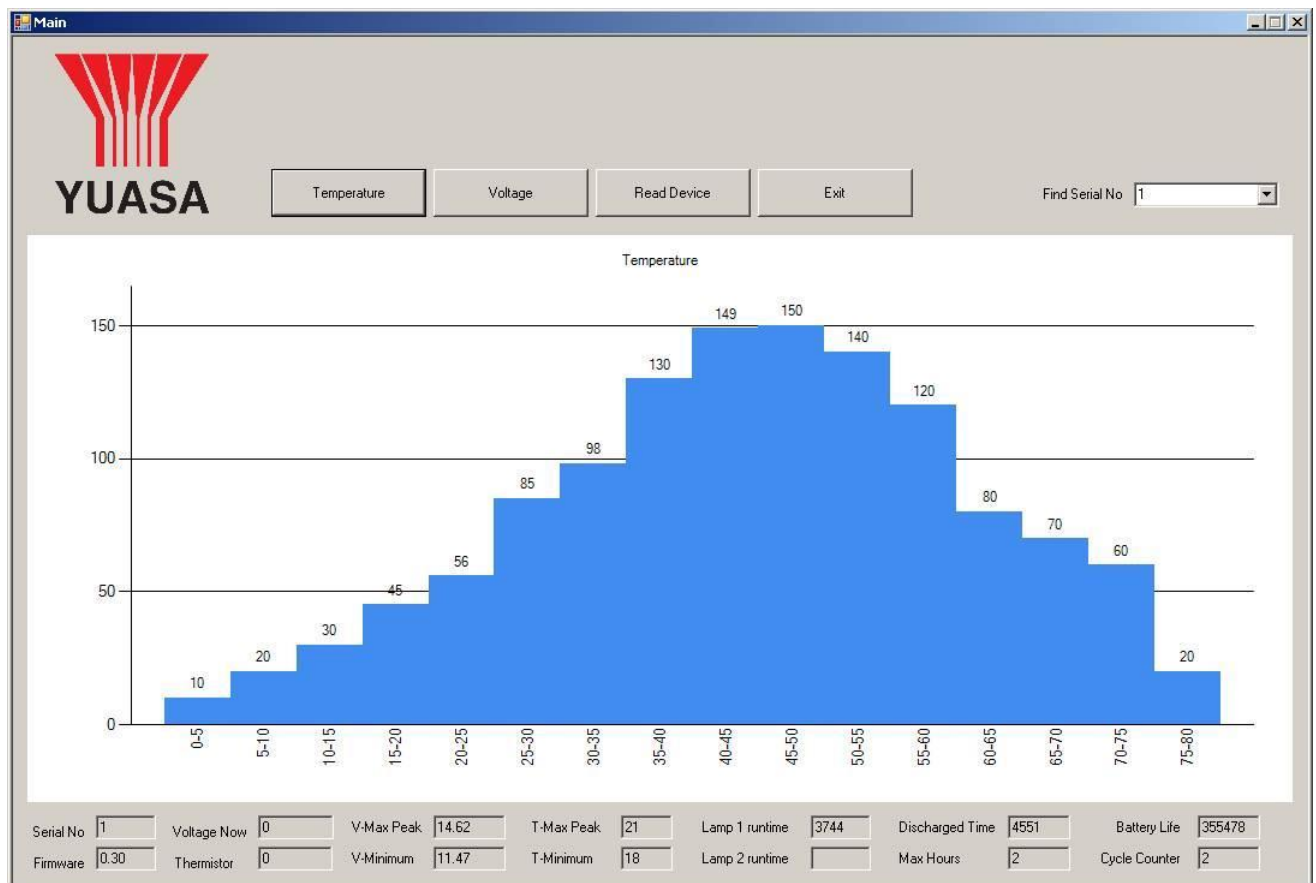 Main
YUASA
Temperature Voltage Read Device Exit Find Serial No 1
Temperature
150
100
50
0
10 20 30 45 56 85 98 130 149 150 140 120 80 70 60 20
0-5 5-10 10-15 15-20 20-25 25-30 30-35 35-40 40-45 45-50 50-55 55-60 60-65 65-70 70-75 75-80
Serial No 1 Voltage Now 0 V-Max Peak 14.62 T-Max Peak 21 Lamp 1 runtime 3744 Discharged Time 4551 Battery Life 355478
Firmware 0.30 Thermistor 0 V-Minimum 11.47 T-Minimum 18 Lamp 2 runtime Max Hours 2 Cycle Counter 2